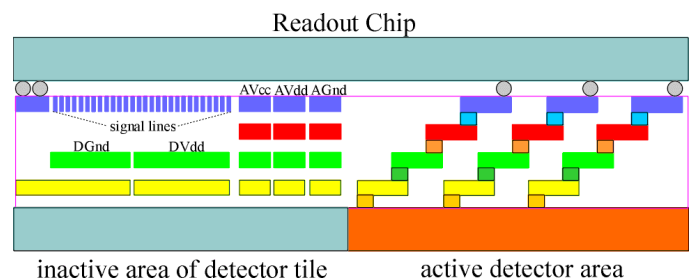 Readout Chip
AVcc AVdd AGnd
signal lines
DGnd DVdd
inactive area of detector tile active detector area